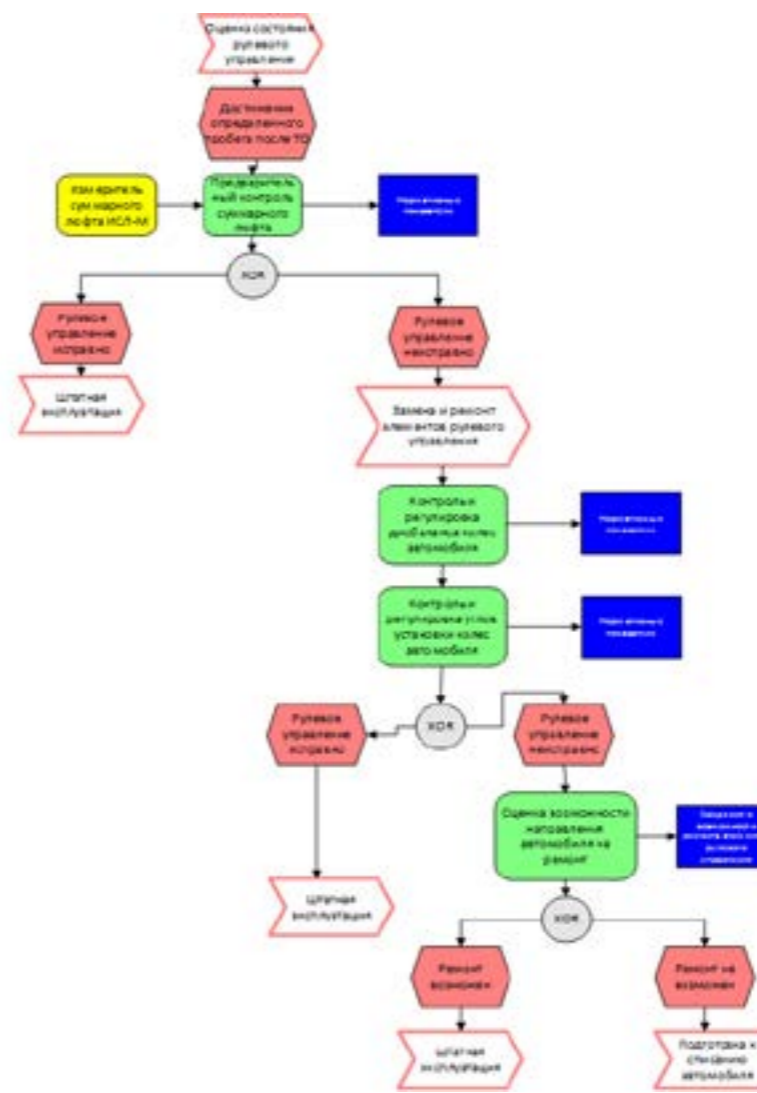 Оценка состояния
рулевого
управления
Достижение
определенного
пробега после ТО
Измеритель
суммарного
люфта ИСЛ-М
Предваритель
ный контроль
суммарного
люфта
XOR
Рулевое
управление
исправно
Рулевое
управление
неисправно
Штатная
эксплуатация
Замена и ремонт
элементов рулевого
управления
Контроль и
регулировка
дисбаланса колес
автомобиля
Контроль и
регулировка углов
установки колес
автомобиля
Рулевое
управление
исправно
XOR
Рулевое
управление
неисправно
Оценка возможности
направления
автомобиля на
ремонт
Штатная
эксплуатация
XOR
Ремонт
возможен
Ремонт не
возможен
штатная
эксплуатация
Подготовка к
списанию
автомобиля